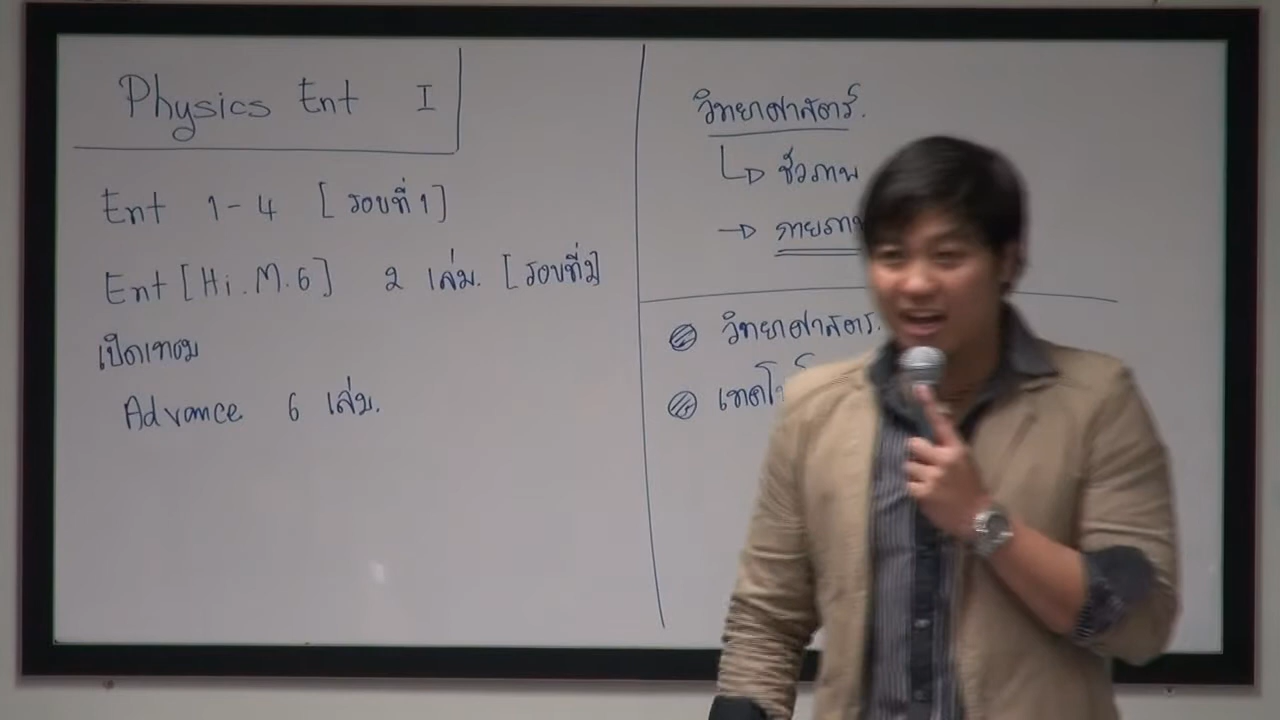 Physics Ent I
Ent 1-4 [รอบที่ 1]
Ent [Hi.M.6] 2 เล่ม. [รอบที่2]
เปิดเทอม
Advance 6 เล่ม.
วิทยาศาสตร์.
ชีวภาพ
วิทยาศาสตร์.